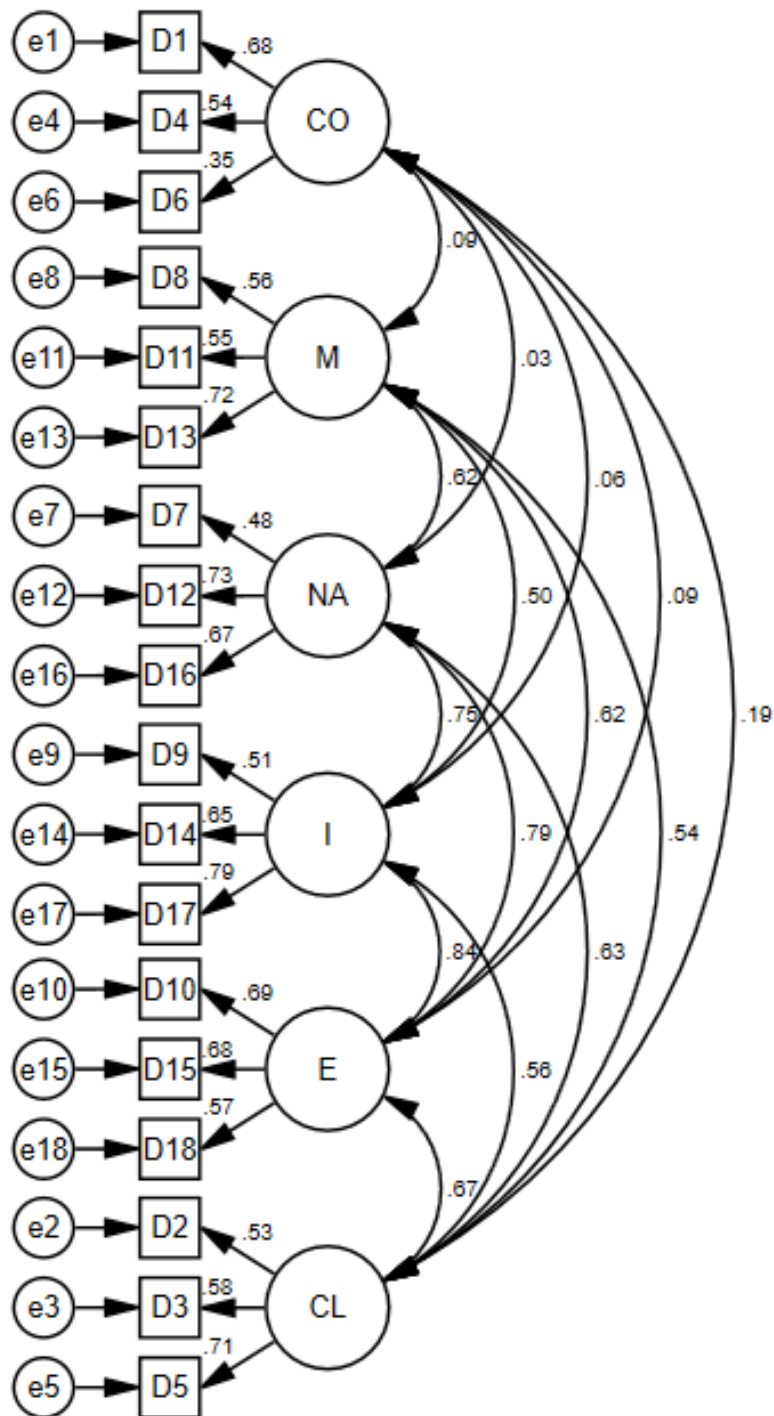 e1 D1 .68
CO
e4 D4 .54
.35
e6 D6
.09
e8 D8 .56
e11 D11 .55 M .03
.72
e13 D13
.62 .06
e7 D7 .48
e12 D12 .73 NA .50 .09
.67
e16 D16
.75 .62 .19
e9 D9 .51
e14 D14 .65 I .79 .54
.79
e17 D17
.84 .63
e10 D10 .69
e15 D15 .68 E .56
.57
e18 D18
.67
e2 D2 .53
e3 D3 .58 CL
.71
e5 D5